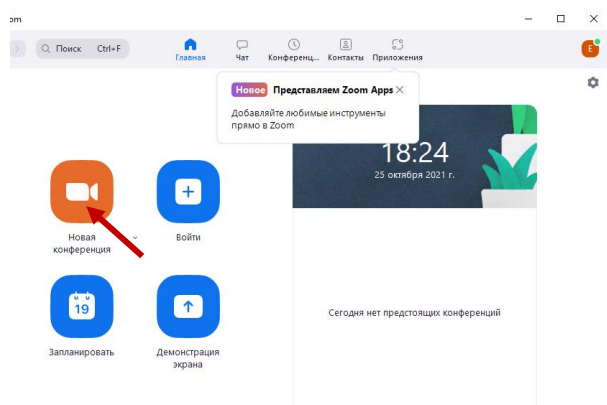 om
Поиск Ctrl+F
Главная
Чат
Конференц...
Контакты
Приложения
E
Новое Представляем Zoom Apps
Добавляйте любимые инструменты
прямо в Zoom
18:24
25 октября 2021 г.
Новая
конференция
Войти
19
Запланировать
Демонстрация
экрана
Сегодня нет предстоящих конференций